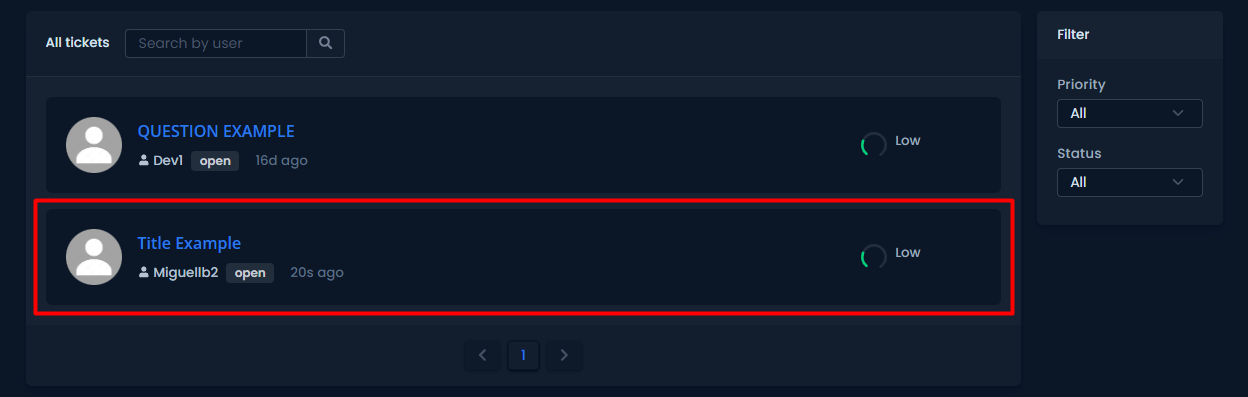 All tickets
Search by user
QUESTION EXAMPLE
Dev1 open 16d ago
Low
Title Example
Miguellb2 open 20s ago
Low
1
Filter
Priority
All
Status
All